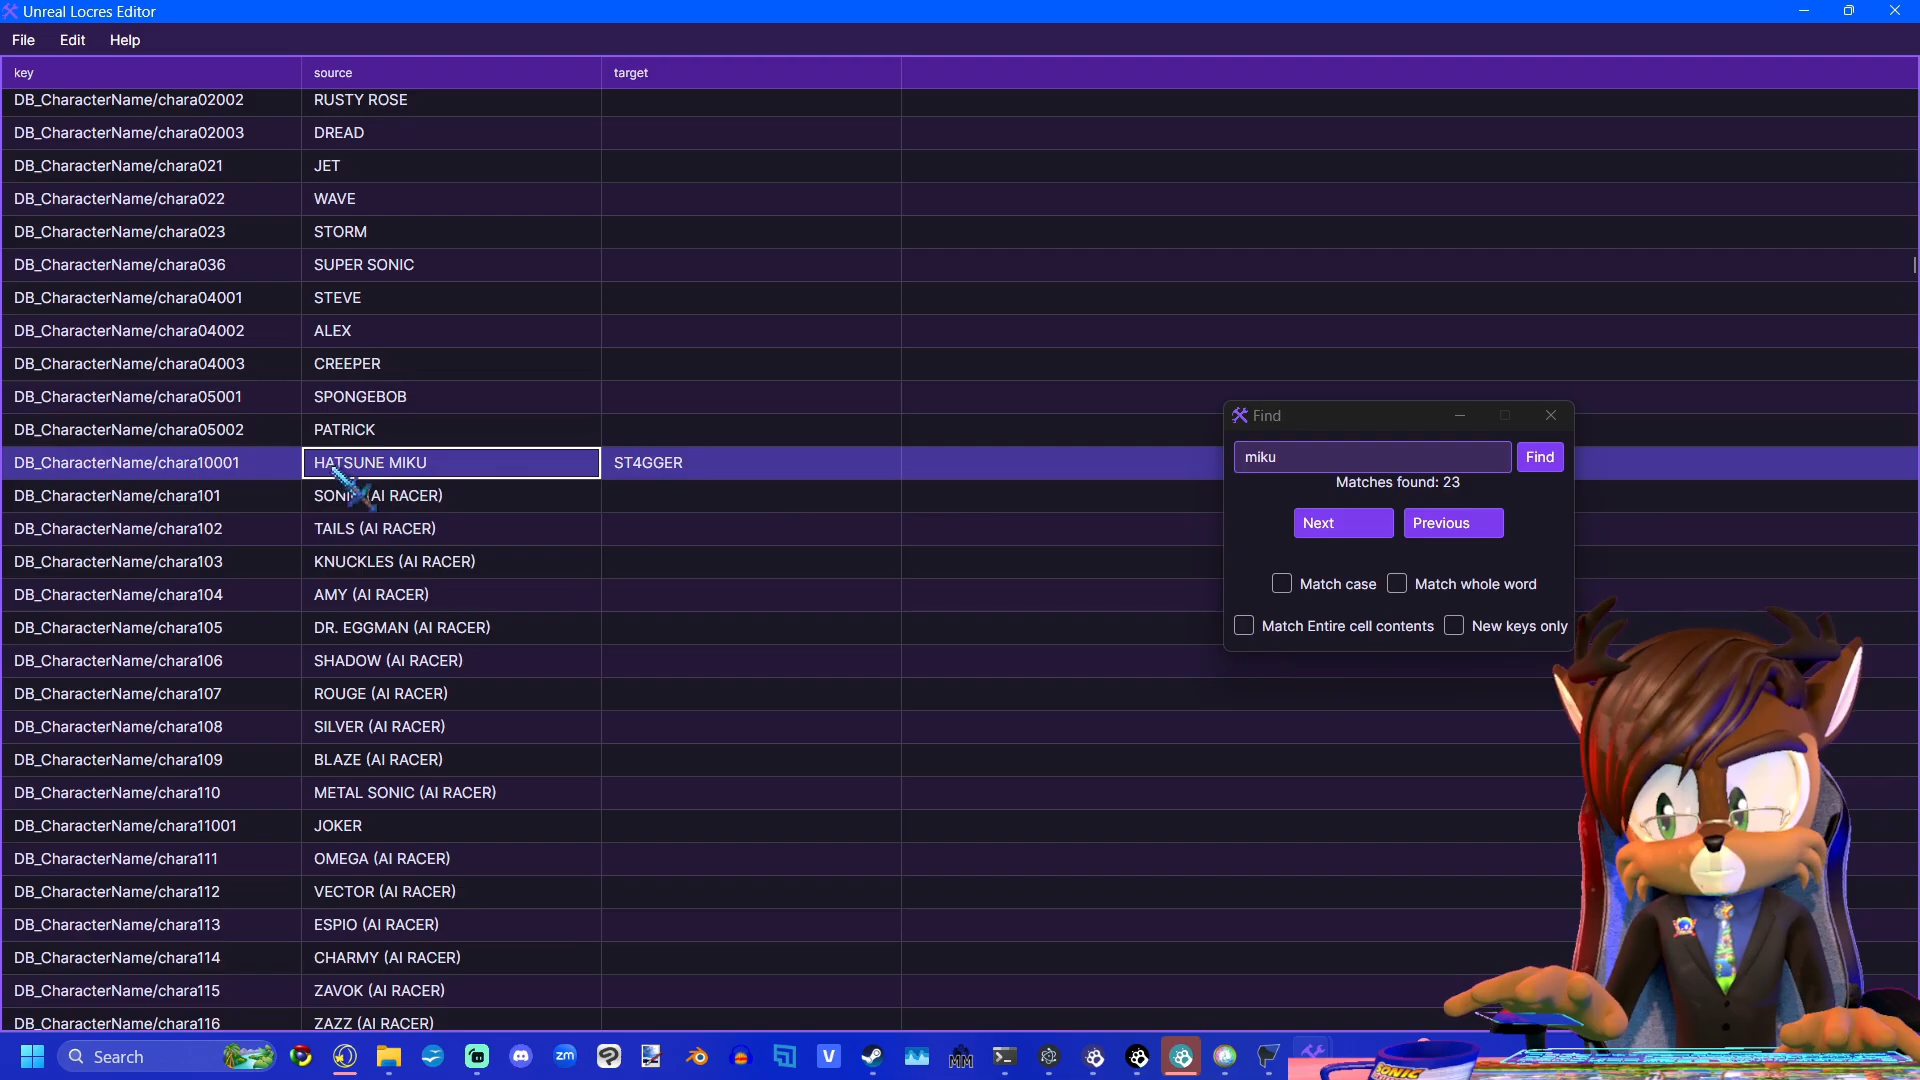 Unreal Locres Editor
File Edit Help
key source target
DB_CharacterName/chara02002 RUSTY ROSE
DB_CharacterName/chara02003 DREAD
DB_CharacterName/chara021 JET
DB_CharacterName/chara022 WAVE
DB_CharacterName/chara023 STORM
DB_CharacterName/chara036 SUPER SONIC
DB_CharacterName/chara04001 STEVE
DB_CharacterName/chara04002 ALEX
DB_CharacterName/chara04003 CREEPER
DB_CharacterName/chara05001 SPONGEBOB
DB_CharacterName/chara05002 PATRICK
DB_CharacterName/chara10001 HATSUNE MIKU ST4GGER
DB_CharacterName/chara101 SONIC (AI RACER)
DB_CharacterName/chara102 TAILS (AI RACER)
DB_CharacterName/chara103 KNUCKLES (AI RACER)
DB_CharacterName/chara104 AMY (AI RACER)
DB_CharacterName/chara105 DR. EGGMAN (AI RACER)
DB_CharacterName/chara106 SHADOW (AI RACER)
DB_CharacterName/chara107 ROUGE (AI RACER)
DB_CharacterName/chara108 SILVER (AI RACER)
DB_CharacterName/chara109 BLAZE (AI RACER)
DB_CharacterName/chara110 METAL SONIC (AI RACER)
DB_CharacterName/chara11001 JOKER
DB_CharacterName/chara111 OMEGA (AI RACER)
DB_CharacterName/chara112 VECTOR (AI RACER)
DB_CharacterName/chara113 ESPIO (AI RACER)
DB_CharacterName/chara114 CHARMY (AI RACER)
DB_CharacterName/chara115 ZAVOK (AI RACER)
DB_CharacterName/chara116 ZAZZ (AI RACER)
Find
miku Find
Matches found: 23
Next Previous
Match case Match whole word
Match Entire cell contents New keys only
Search
zm
V
SONIC